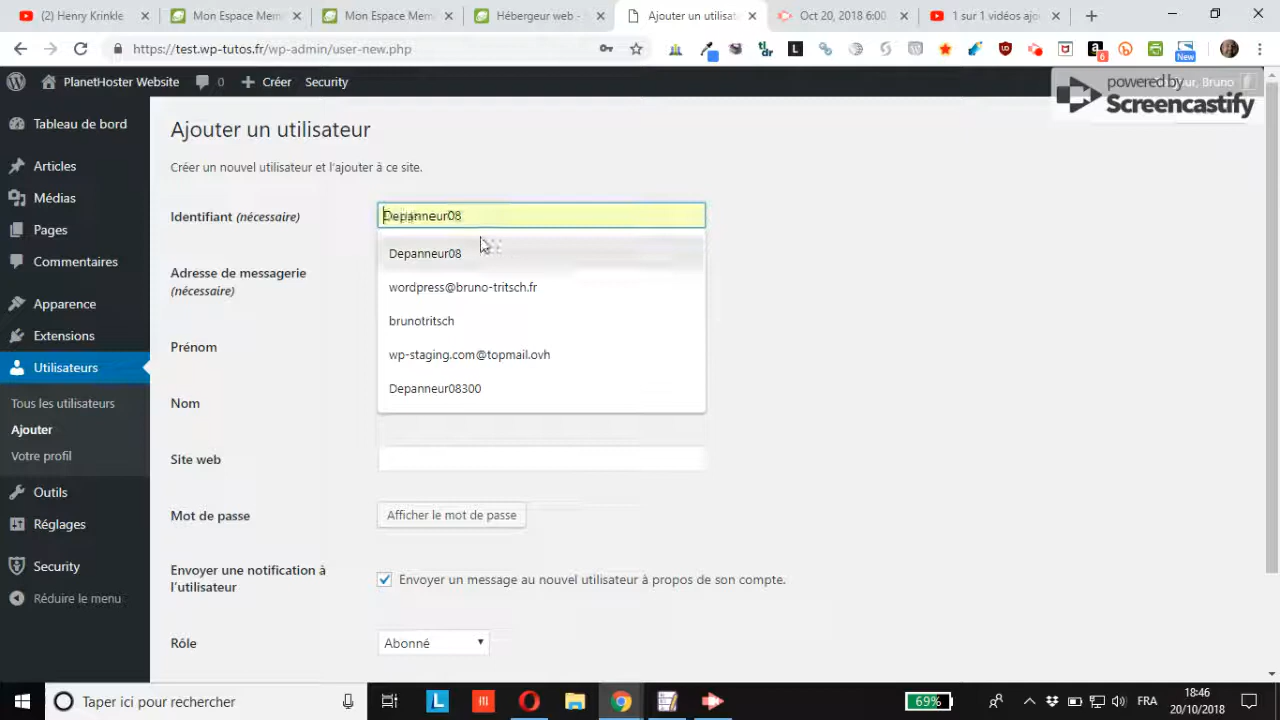 (2) Henry Krinkle
Mon Espace Mem
Mon Espace Mem
Hébergeur web -
Ajouter un utilisat
Oct 20, 2018 6:00
1 sur 1 vidéos ajo
https://test.wp-tutos.fr/wp-admin/user-new.php
tl;dr
L
6
New
PlanetHoster Website
0
Créer
Security
Bruno
powered by
Screencastify
Tableau de bord
Articles
Médias
Pages
Commentaires
Apparence
Extensions
Utilisateurs
Tous les utilisateurs
Ajouter
Votre profil
Outils
Réglages
Security
Réduire le menu
Ajouter un utilisateur
Créer un nouvel utilisateur et l'ajouter à ce site.
Identifiant (nécessaire)
Depanneur08
Depanneur08
wordpress@bruno-tritsch.fr
brunotritsch
wp-staging.com@topmail.ovh
Depanneur08300
Adresse de messagerie
(nécessaire)
Prénom
Nom
Site web
Mot de passe
Afficher le mot de passe
Envoyer une notification à
l'utilisateur
Envoyer un message au nouvel utilisateur à propos de son compte.
Rôle
Abonné
Taper ici pour rechercher
L
69%
FRA
18:46
20/10/2018